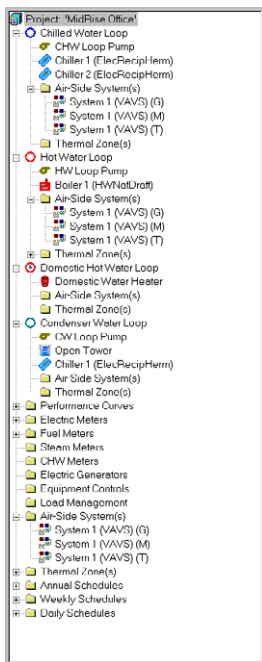 Project: 'MidRise Office'
Chilled Water Loop
CHW Loop Pump
Chiller 1 (ElecRecipHerm)
Chiller 2 (ElecRecipHerm)
Air-Side System(s)
System 1 (VAVS) (G)
System 1 (VAVS) (M)
System 1 (VAVS) (T)
Thermal Zone(s)
Hot Water Loop
HW Loop Pump
Boiler 1 (HWNatDraft)
Air-Side System(s)
System 1 (VAVS) (G)
System 1 (VAVS) (M)
System 1 (VAVS) (T)
Thermal Zone(s)
Domestic Hot Water Loop
Domestic Water Heater
Air-Side System(s)
Thermal Zone(s)
Condenser Water Loop
CW Loop Pump
Open Tower
Chiller 1 (ElecRecipHerm)
Air-Side System(s)
Thermal Zone(s)
Performance Curves
Electric Meters
Fuel Meters
Steam Meters
CHW Meters
Electric Generators
Equipment Controls
Load Management
Air-Side System(s)
System 1 (VAVS) (G)
System 1 (VAVS) (M)
System 1 (VAVS) (T)
Thermal Zone(s)
Annual Schedules
Weekly Schedules
Daily Schedules